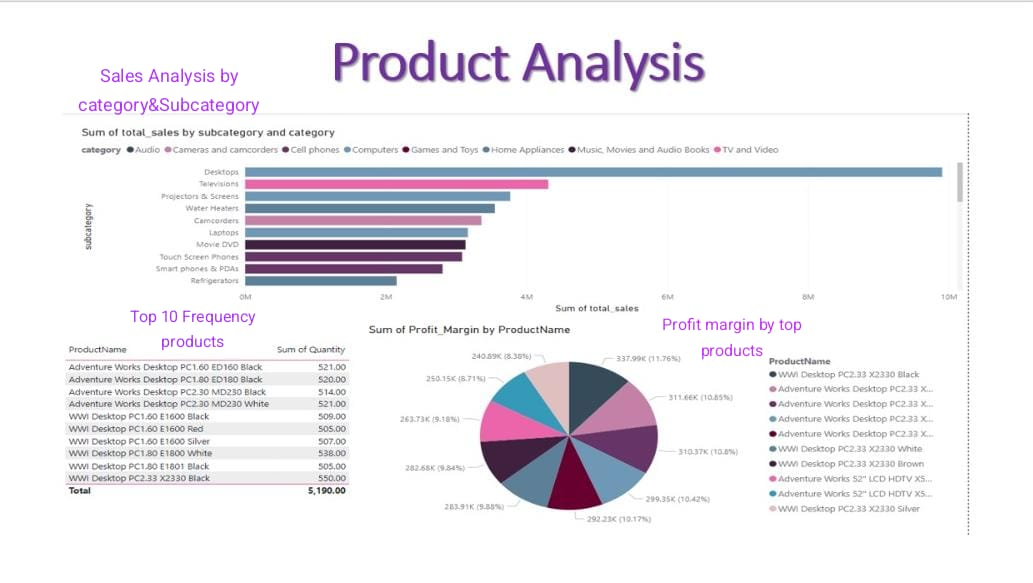 Product Analysis
Sales Analysis by
category&Subcategory
Sum of total_sales by subcategory and category
category Audio Cameras and camcorders Cell phones Computers Games and Toys Home Appliances Music, Movies and Audio Books TV and Video
subcategory
Desktops
Televisions
Projectors & Screens
Water Heaters
Camcorders
Laptops
Movie DVD
Touch Screen Phones
Smart phones & PDAs
Refrigerators
0M 2M 4M 6M 8M 10M
Sum of total_sales
Top 10 Frequency
products
ProductName Sum of Quantity
Adventure Works Desktop PC1.60 ED160 Black 521.00
Adventure Works Desktop PC1.80 ED180 Black 520.00
Adventure Works Desktop PC2.30 MD230 Black 514.00
Adventure Works Desktop PC2.30 MD230 White 521.00
WWI Desktop PC1.60 E1600 Black 509.00
WWI Desktop PC1.60 E1600 Red 505.00
WWI Desktop PC1.60 E1600 Silver 507.00
WWI Desktop PC1.80 E1800 White 538.00
WWI Desktop PC1.80 E1801 Black 505.00
WWI Desktop PC2.33 X2330 Black 550.00
Total 5,190.00
Sum of Profit_Margin by ProductName
Profit margin by top
products
337.99K (11.76%)
311.66K (10.85%)
310.37K (10.8%)
299.35K (10.42%)
292.23K (10.17%)
283.91K (9.88%)
282.68K (9.84%)
263.73K (9.18%)
250.15K (8.71%)
240.89K (8.38%)
ProductName
WWI Desktop PC2.33 X2330 Black
Adventure Works Desktop PC2.33 X...
Adventure Works Desktop PC2.33 X...
Adventure Works Desktop PC2.33 X...
Adventure Works Desktop PC2.33 X...
WWI Desktop PC2.33 X2330 White
WWI Desktop PC2.33 X2330 Brown
Adventure Works 52" LCD HDTV X5...
Adventure Works 52" LCD HDTV X5...
WWI Desktop PC2.33 X2330 Silver